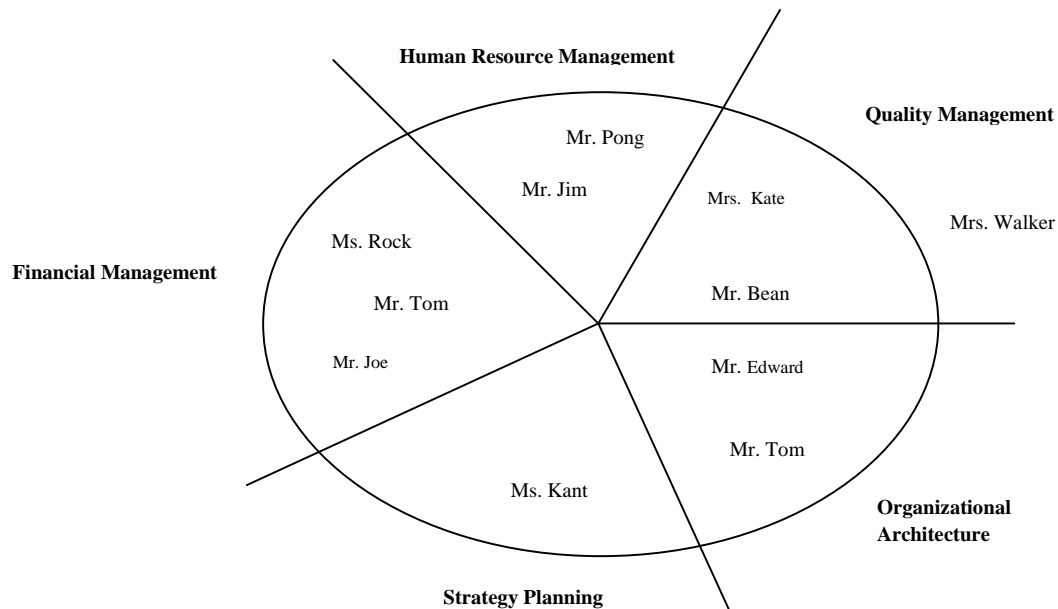 Human Resource Management
Quality Management
Mr. Pong
Mr. Jim
Mrs. Kate
Mrs. Walker
Ms. Rock
Financial Management
Mr. Tom
Mr. Bean
Mr. Joe
Mr. Edward
Mr. Tom
Ms. Kant
Organizational
Architecture
Strategy Planning